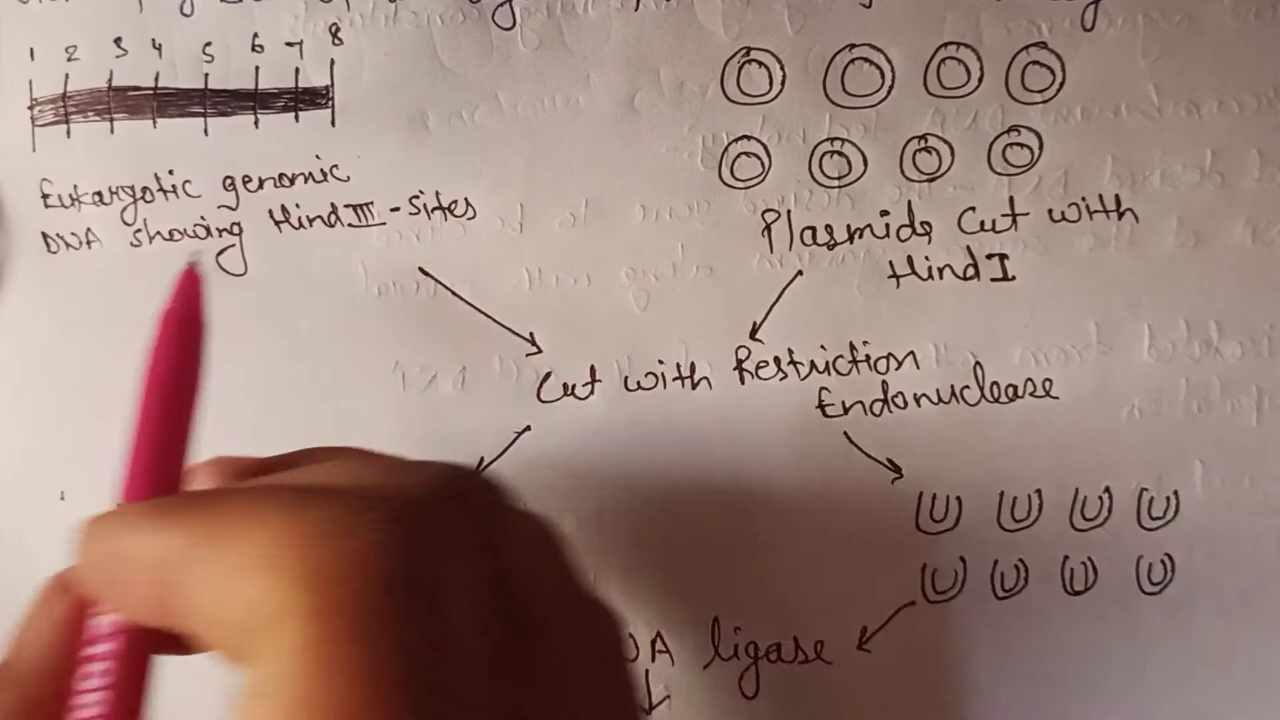 1 2 3 4 5 6 7 8
Eukaryotic genomic
DNA showing HindIII-sites
Plasmids Cut with
HindI
Cut with Restriction
Endonuclease
ligase